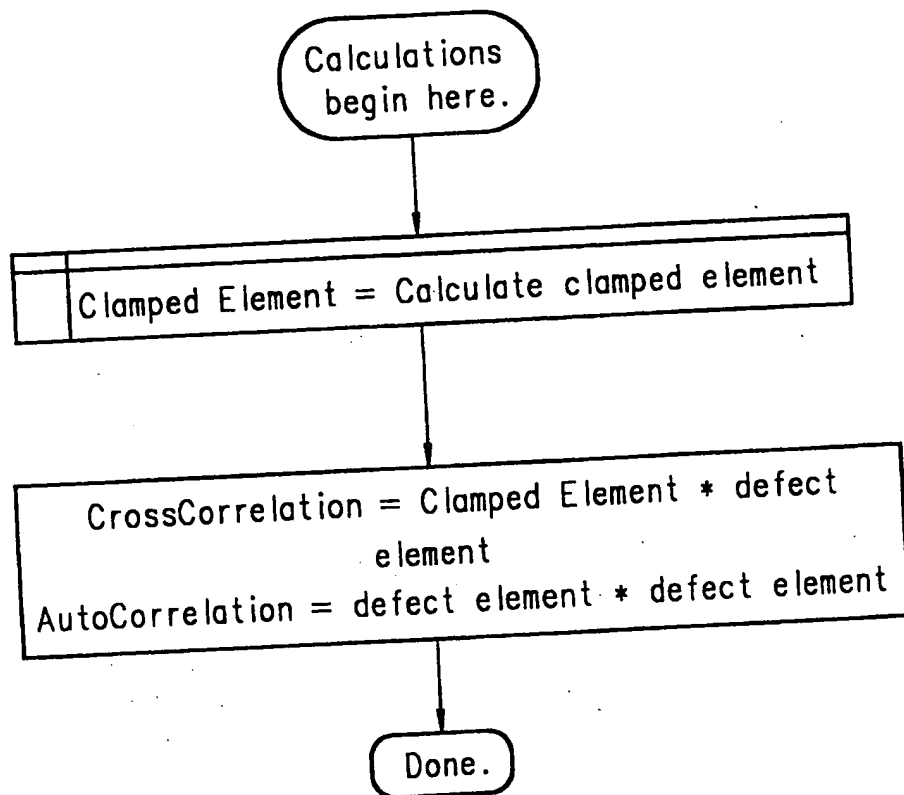 Calculations
begin here.
Clamped Element = Calculate clamped element
CrossCorrelation = Clamped Element * defect
element
AutoCorrelation = defect element * defect element
Done.